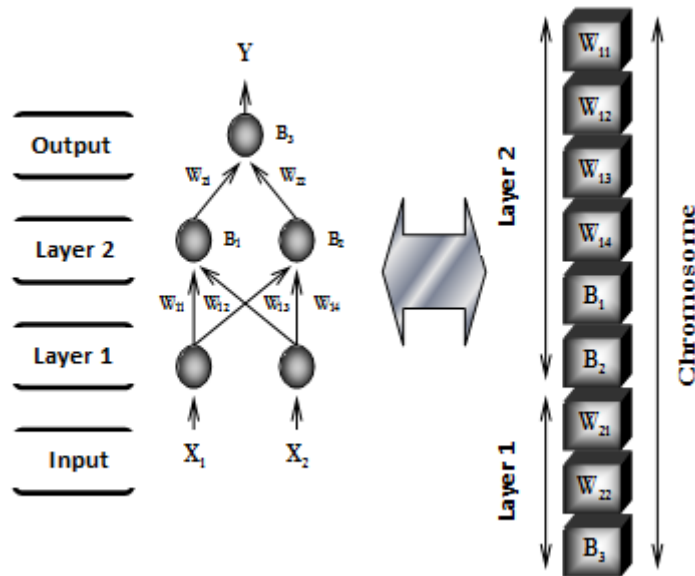 Y
Output
B₃
W₂₁ W₂₂
Layer 2
B₁ B₂
W₁₁ W₁₂ W₁₃ W₁₄
Layer 1
Input
X₁ X₂
Layer 2
Layer 1
W₁₁
W₁₂
W₁₃
W₁₄
B₁
B₂
W₂₁
W₂₂
B₃
Chromosome